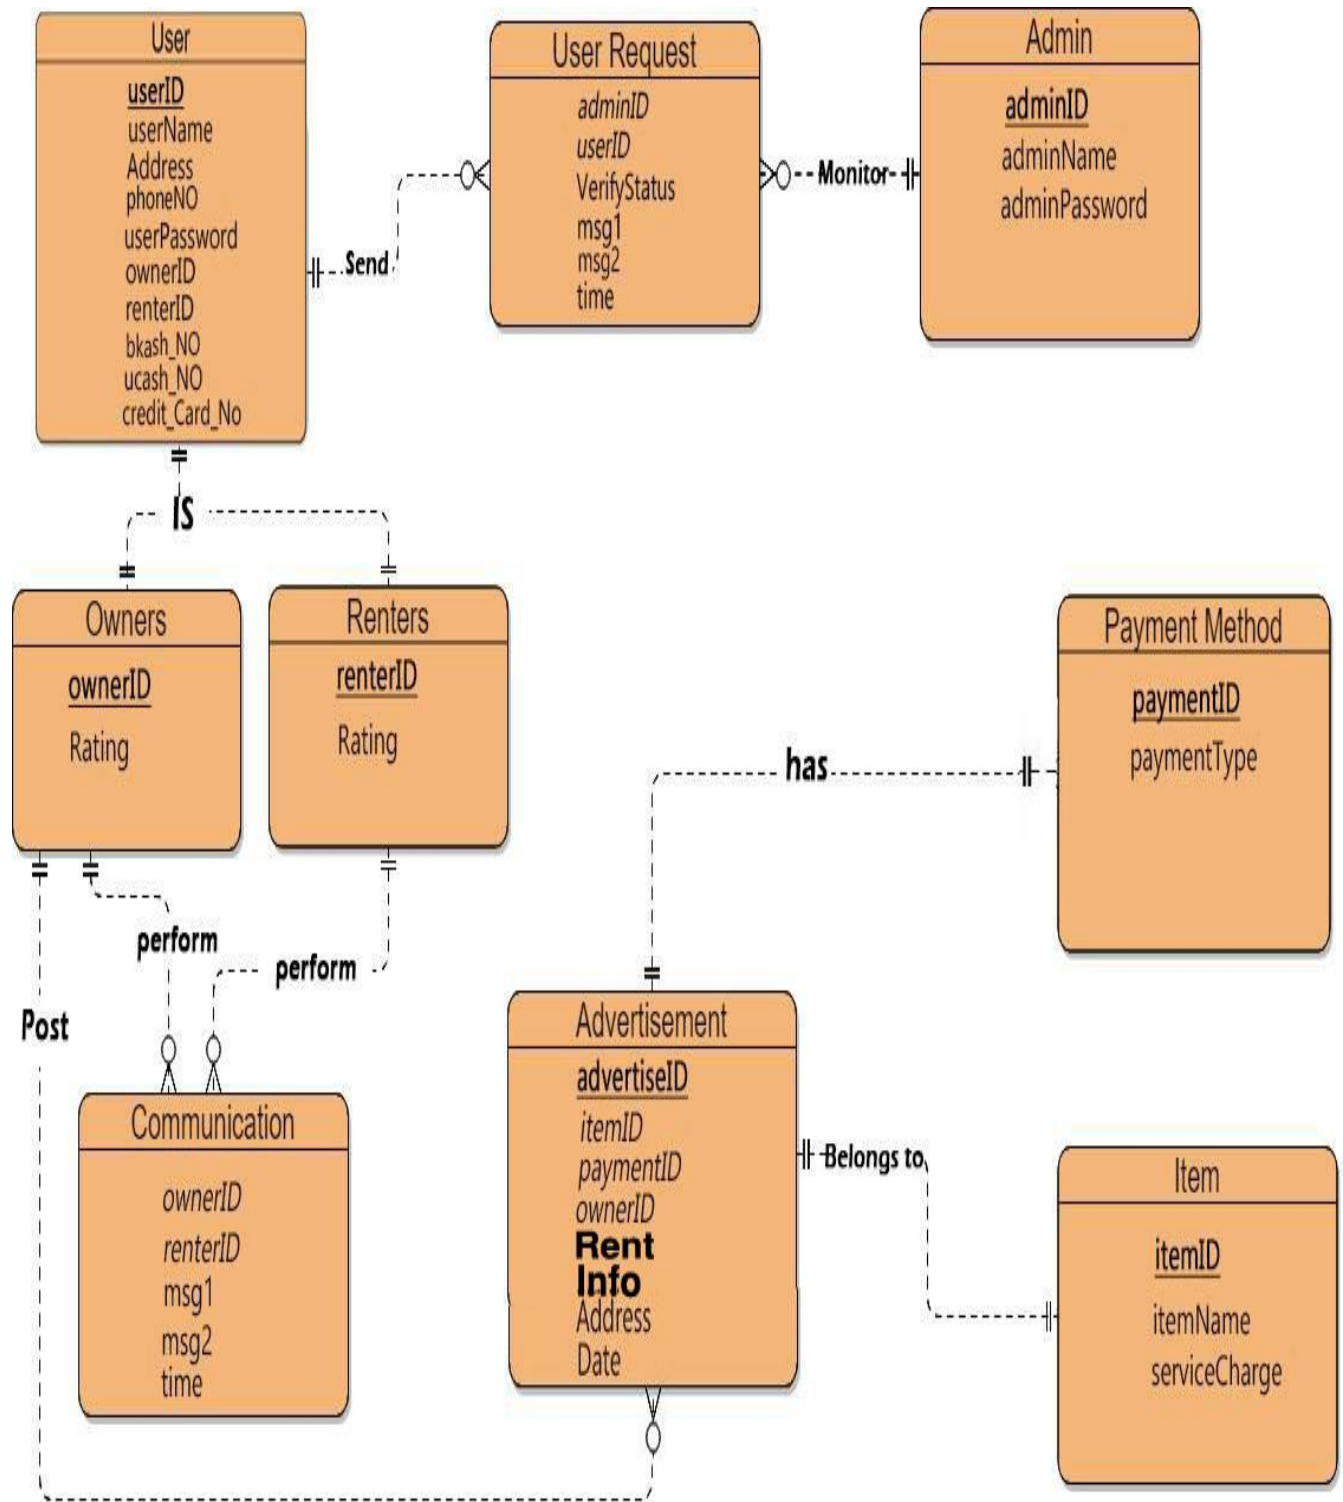 User
userID
userName
Address
phoneNO
userPassword
ownerID
renterID
bkash_NO
ucash_NO
credit_Card_No
Send
User Request
adminID
userID
VerifyStatus
msg1
msg2
time
Monitor
Admin
adminID
adminName
adminPassword
IS
Owners
ownerID
Rating
Renters
renterID
Rating
Payment Method
paymentID
paymentType
has
perform
perform
Post
Communication
ownerID
renterID
msg1
msg2
time
Advertisement
advertiseID
itemID
paymentID
ownerID
Rent
Info
Address
Date
Belongs to
Item
itemID
itemName
serviceCharge